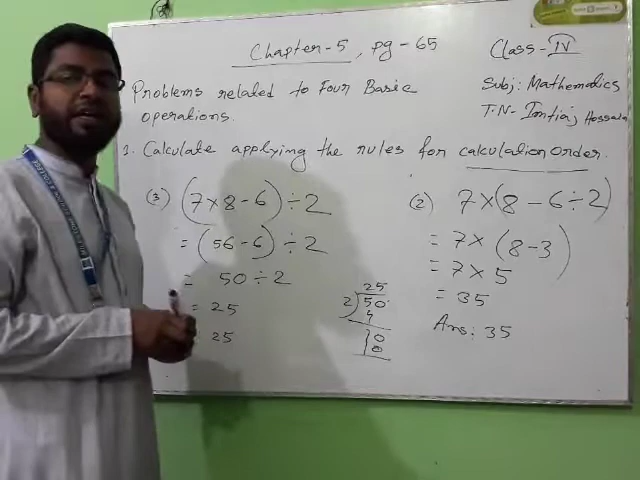 Chapter-5, pg-65
Class-IV
Subj: Mathematics
T.N- Imtiaj Hossain
Problems related to Four Basic
operations.
1. Calculate applying the rules for calculation order.
(3) (7×8-6)÷2
= (56-6)÷2
= 50÷2
= 25
25
25
2)50
4
10
0
(2) 7×(8-6÷2)
= 7×(8-3)
= 7×5
= 35
Ans: 35